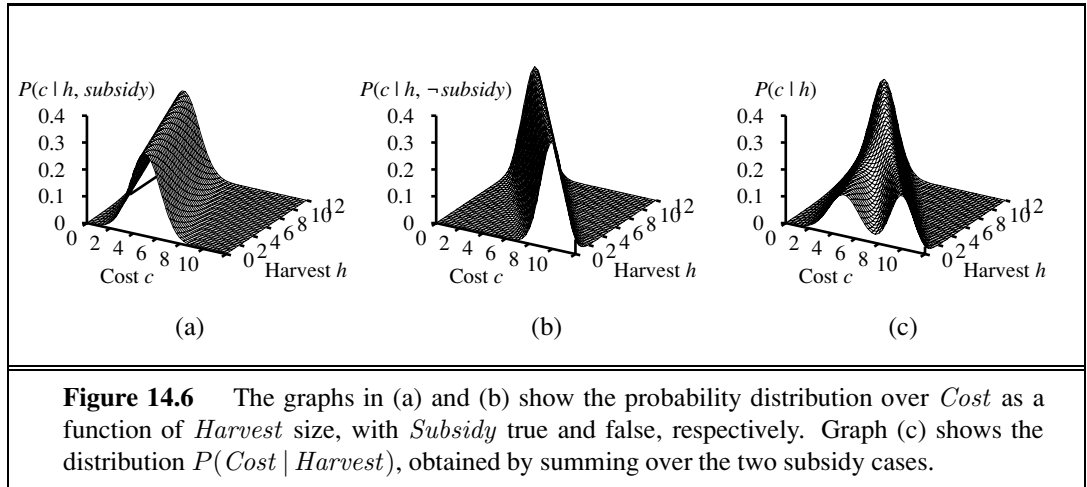 P(c | h, subsidy)
0.4
0.3
0.2
0.1
0
0 2 4 6 8 10
Cost c
0 2 4 6 8 10 12
Harvest h
(a)
P(c | h, ¬ subsidy)
0.4
0.3
0.2
0.1
0
0 2 4 6 8 10
Cost c
0 2 4 6 8 10 12
Harvest h
(b)
P(c | h)
0.4
0.3
0.2
0.1
0
0 2 4 6 8 10
Cost c
0 2 4 6 8 10 12
Harvest h
(c)
Figure 14.6 The graphs in (a) and (b) show the probability distribution over Cost as a
function of Harvest size, with Subsidy true and false, respectively. Graph (c) shows the
distribution P(Cost | Harvest), obtained by summing over the two subsidy cases.